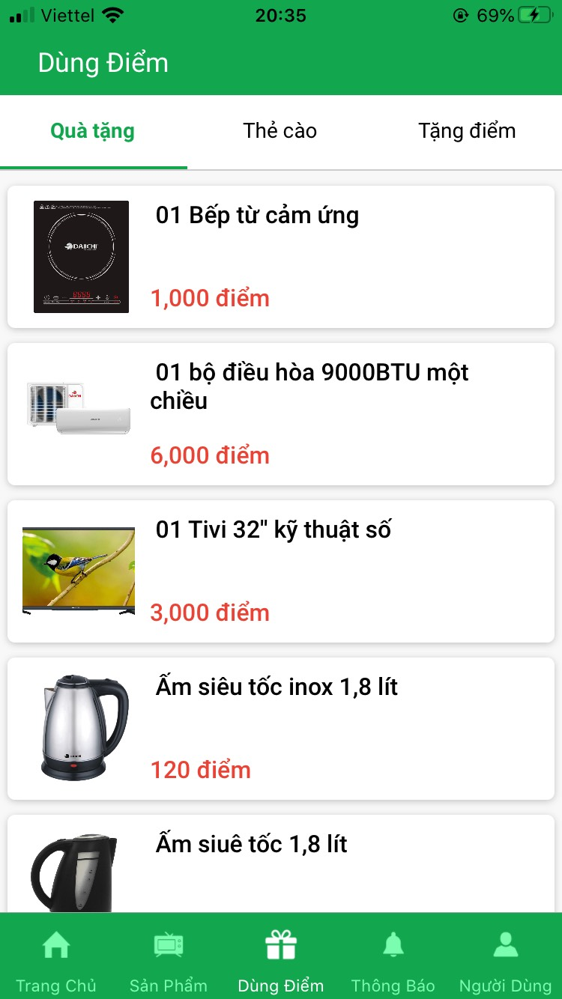 Viettel 20:35 69%
Dùng Điểm
Quà tặng Thẻ cào Tặng điểm
DAIICHI
01 Bếp từ cảm ứng
1,000 điểm
01 bộ điều hòa 9000BTU một
chiều
6,000 điểm
01 Tivi 32" kỹ thuật số
3,000 điểm
Ấm siêu tốc inox 1,8 lít
120 điểm
Ấm siuê tốc 1,8 lít
Trang Chủ Sản Phẩm Dùng Điểm Thông Báo Người Dùng